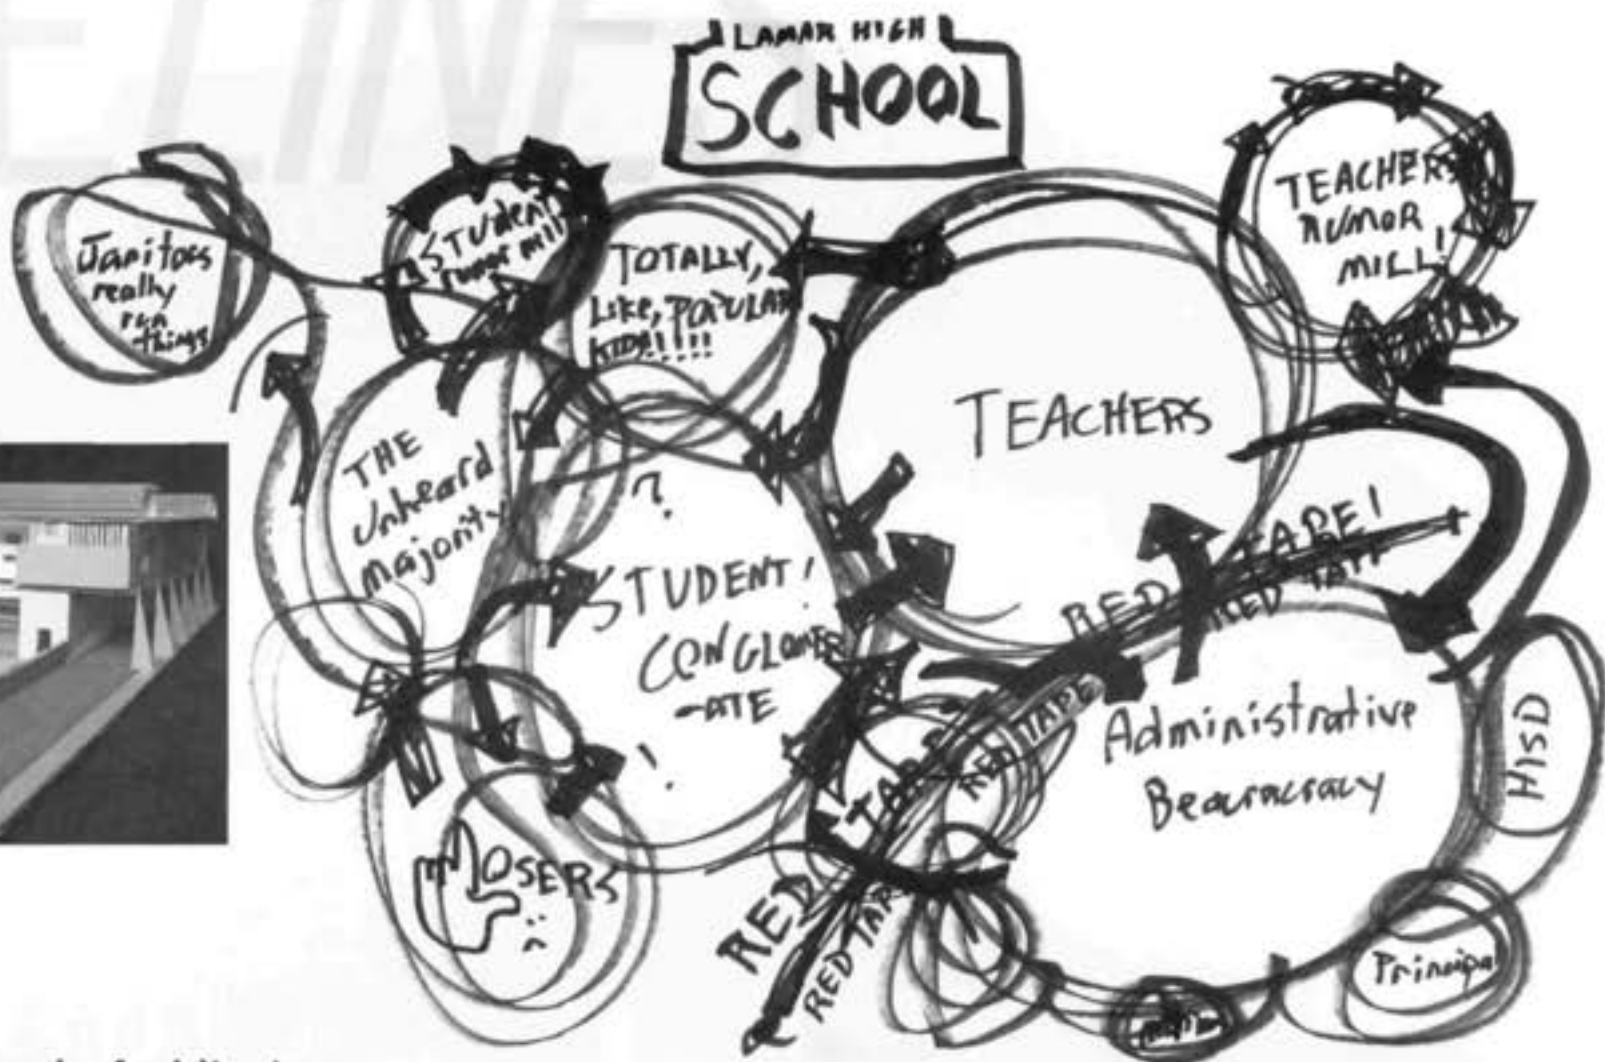 LAMAR HIGH
SCHOOL
Janitors
really
run
things
STudent
rumor mill
TOTALLY,
Like, POPULAR
KIDS!!!!
TEACHERS
RUMOR
MILL!
TEACHERS
THE
Unheard
Majority
?
STUDENT!
CONGLOMER
-ATE
!
RED TAPE!
RED TAPE
RED TAPE
RED TAPE
RED TAPE
Administrative
Beauracracy
HISD
Principal